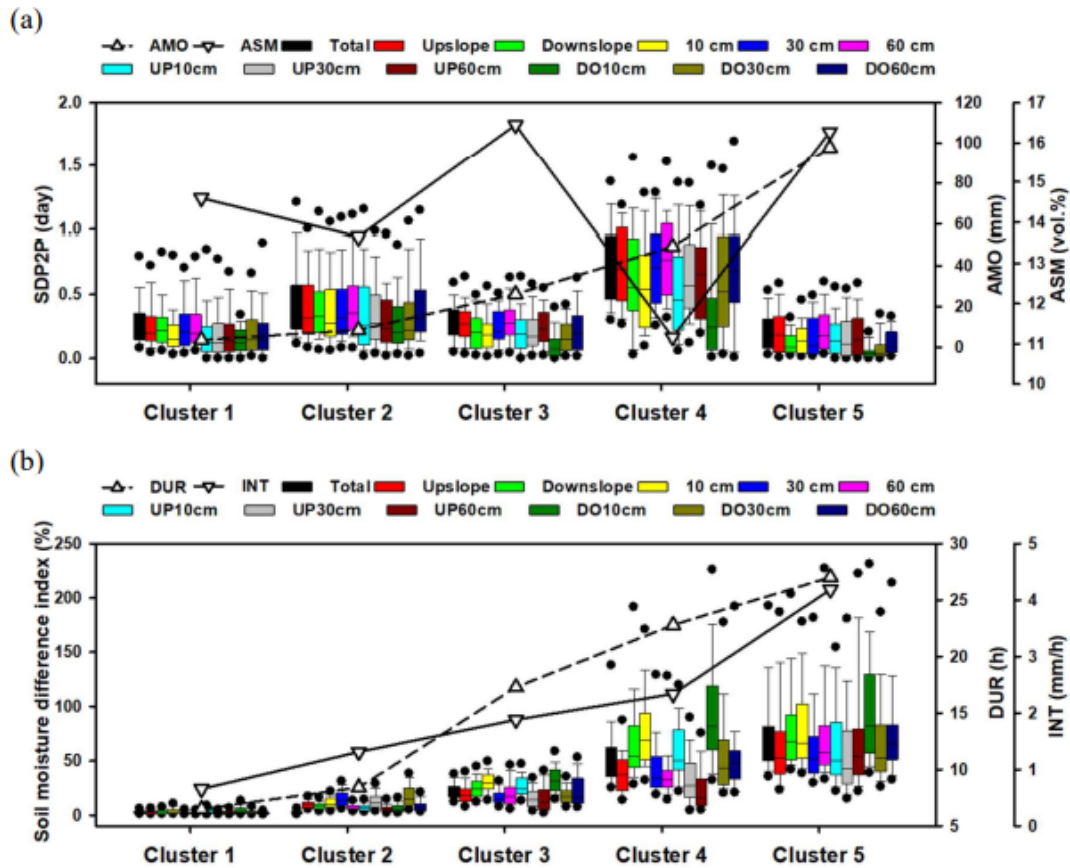 (a)
AMO ASM Total Upslope Downslope 10 cm 30 cm 60 cm
UP10cm UP30cm UP60cm DO10cm DO30cm DO60cm
SDP2P (day)
2.0
1.5
1.0
0.5
0.0
120
100
80
60
40
20
0
AMO (mm)
17
16
15
14
13
12
11
10
ASM (vol.%)
Cluster 1 Cluster 2 Cluster 3 Cluster 4 Cluster 5
(b)
DUR INT Total Upslope Downslope 10 cm 30 cm 60 cm
UP10cm UP30cm UP60cm DO10cm DO30cm DO60cm
Soil moisture difference index (%)
250
200
150
100
50
0
30
25
20
15
10
5
DUR (h)
5
4
3
2
1
0
INT (mm/h)
Cluster 1 Cluster 2 Cluster 3 Cluster 4 Cluster 5